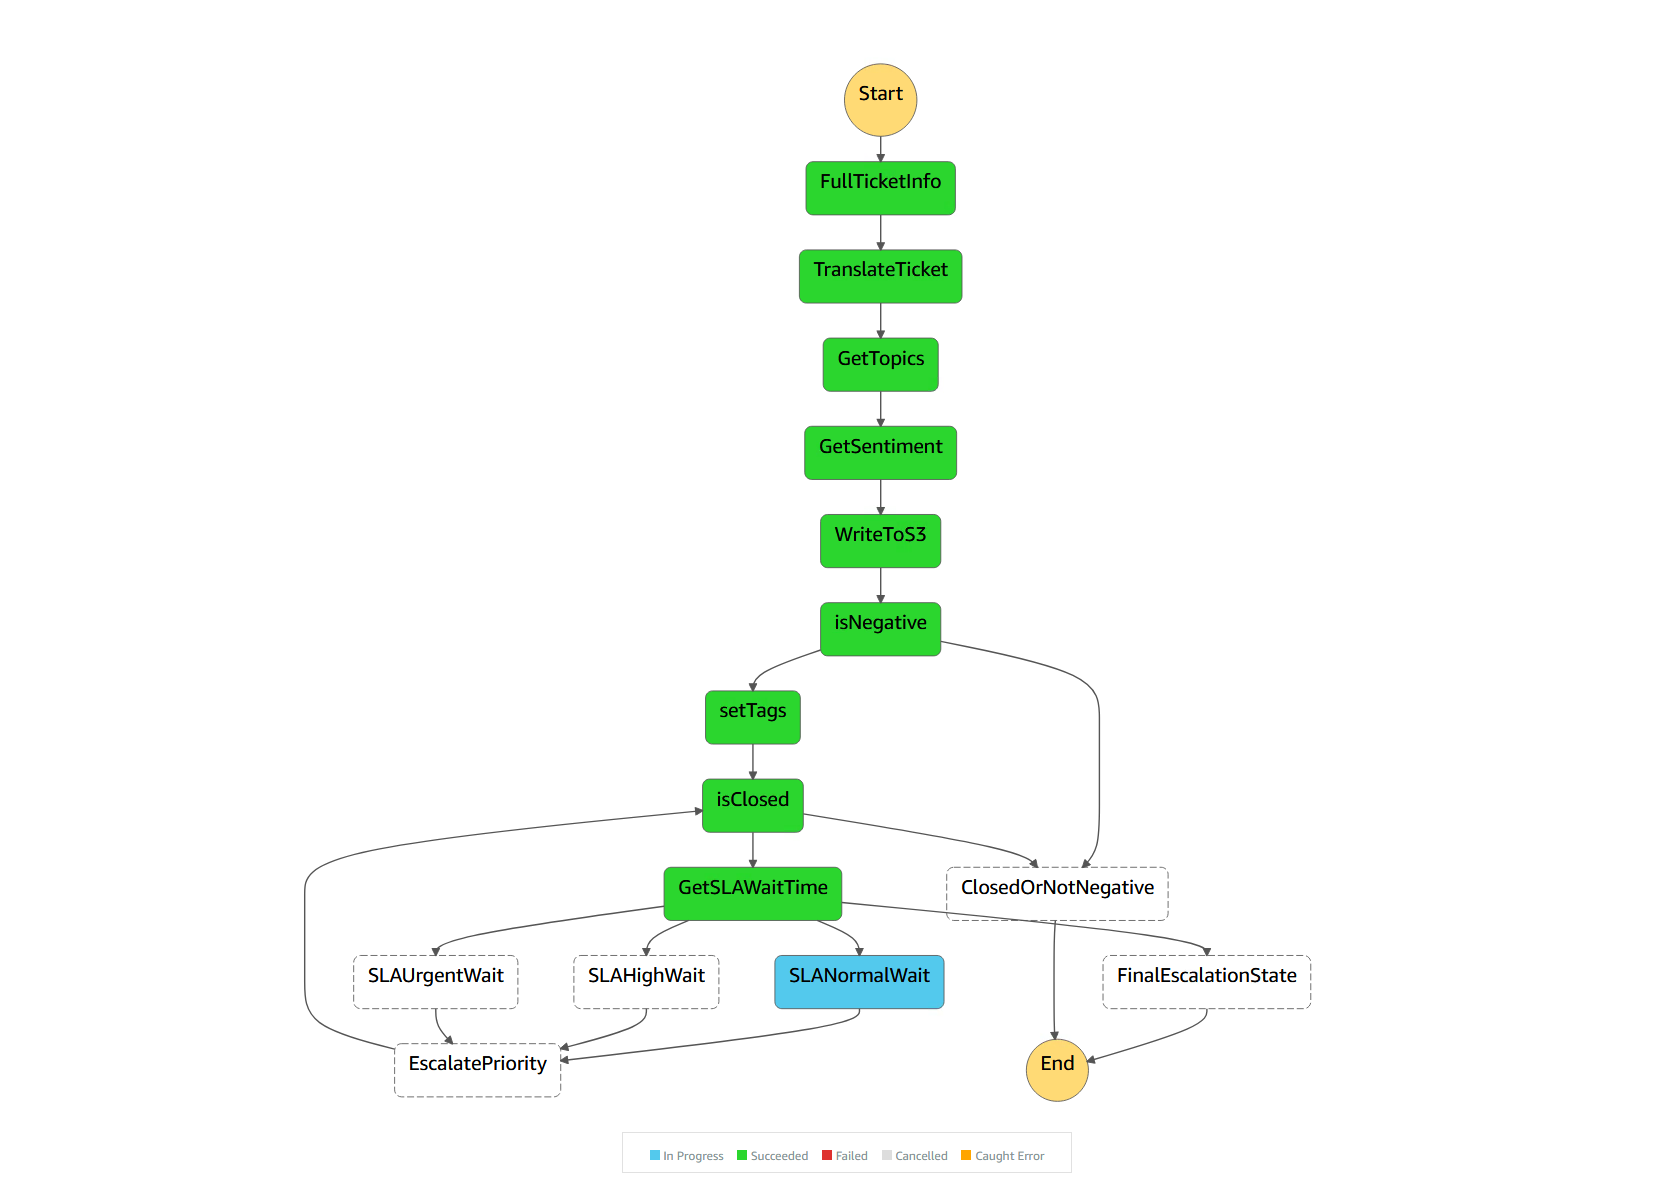 Start
FullTicketInfo
TranslateTicket
GetTopics
GetSentiment
WriteToS3
isNegative
setTags
isClosed
GetSLAWaitTime
ClosedOrNotNegative
SLAUrgentWait
SLAHighWait
SLANormalWait
FinalEscalationState
EscalatePriority
End
In Progress Succeeded Failed Cancelled Caught Error